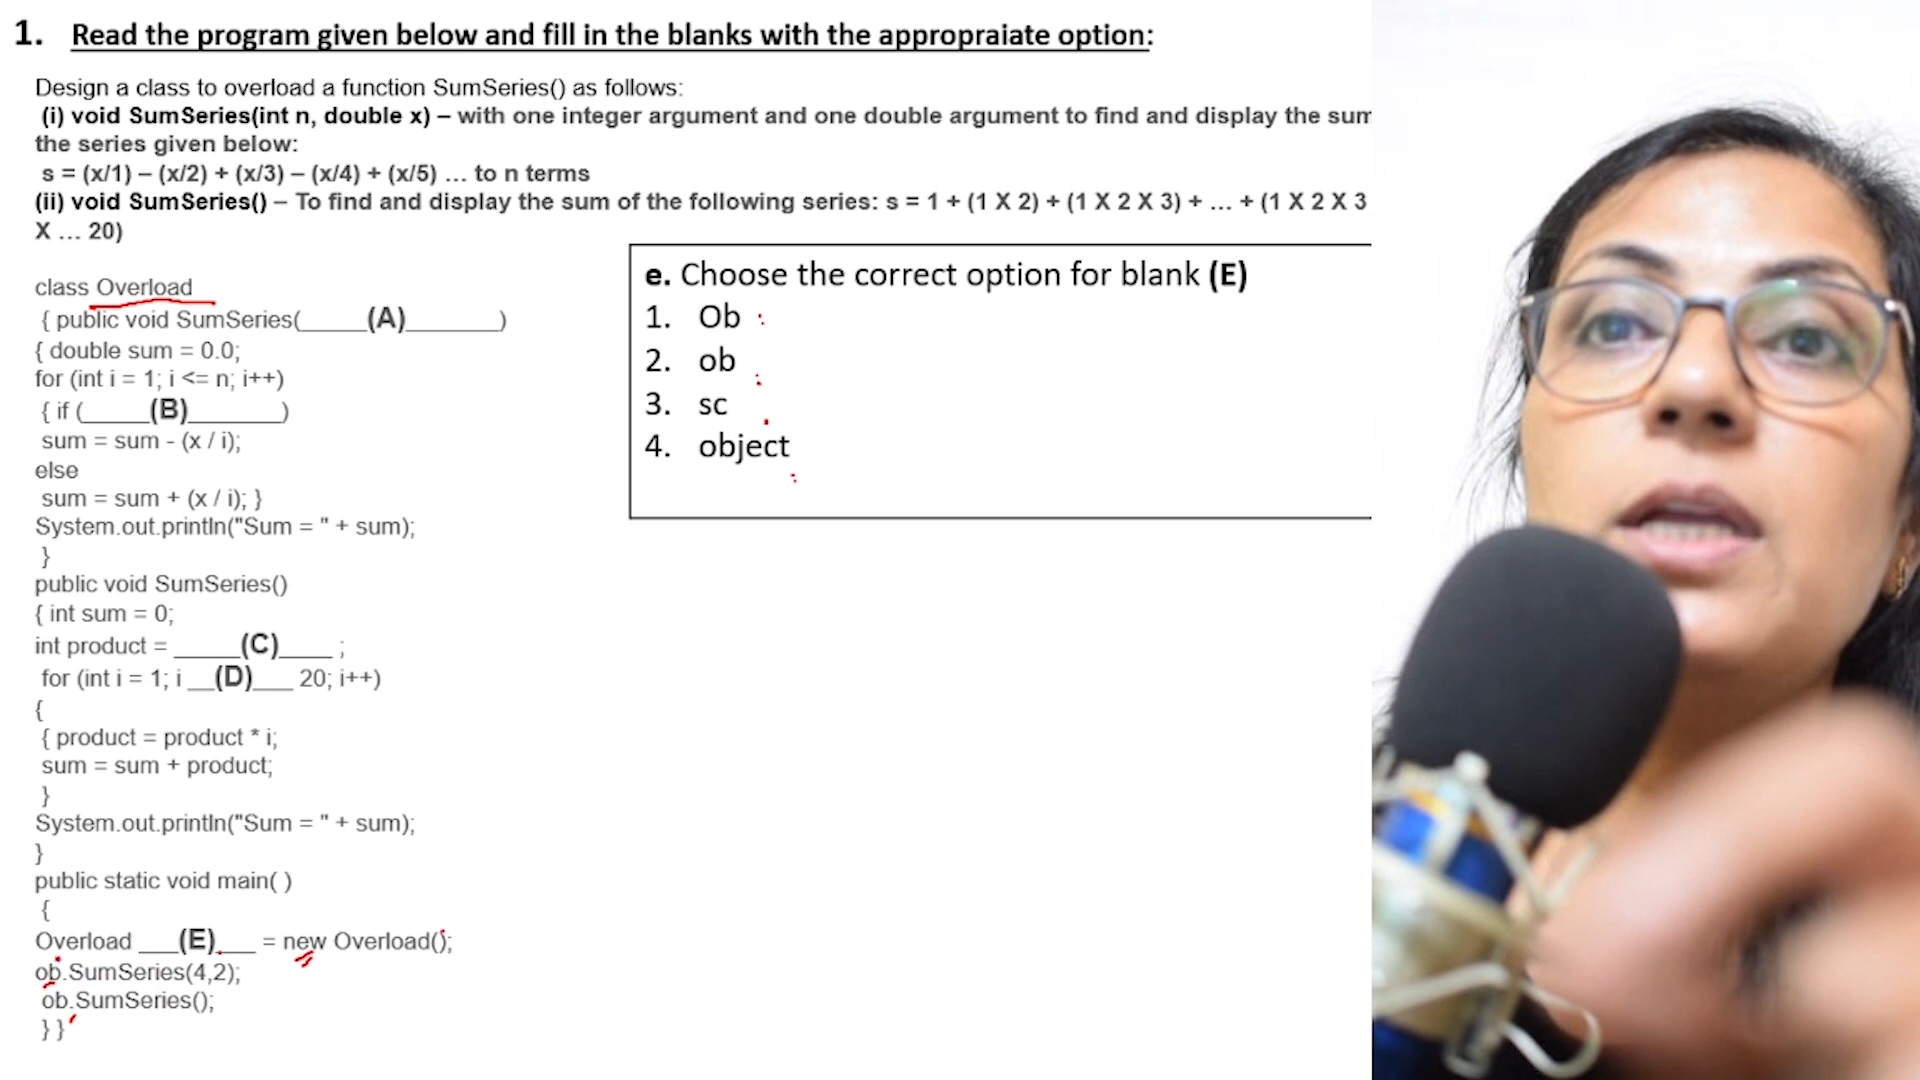 1. Read the program given below and fill in the blanks with the appropraiate option:
Design a class to overload a function SumSeries() as follows:
(i) void SumSeries(int n, double x) – with one integer argument and one double argument to find and display the sum
the series given below:
s = (x/1) – (x/2) + (x/3) – (x/4) + (x/5) ... to n terms
(ii) void SumSeries() – To find and display the sum of the following series: s = 1 + (1 X 2) + (1 X 2 X 3) + ... + (1 X 2 X 3
X ... 20)
class Overload
{ public void SumSeries(_____(A)_______)
{ double sum = 0.0;
for (int i = 1; i <= n; i++)
{ if (_____(B)_______)
sum = sum - (x / i);
else
sum = sum + (x / i); }
System.out.println("Sum = " + sum);
}
public void SumSeries()
{ int sum = 0;
int product = _____(C)____ ;
for (int i = 1; i __(D)___ 20; i++)
{
{ product = product * i;
sum = sum + product;
}
System.out.println("Sum = " + sum);
}
public static void main( )
{
Overload ___(E)___ = new Overload();
ob.SumSeries(4,2);
ob.SumSeries();
} }
e. Choose the correct option for blank (E)
1. Ob
2. ob
3. sc
4. object